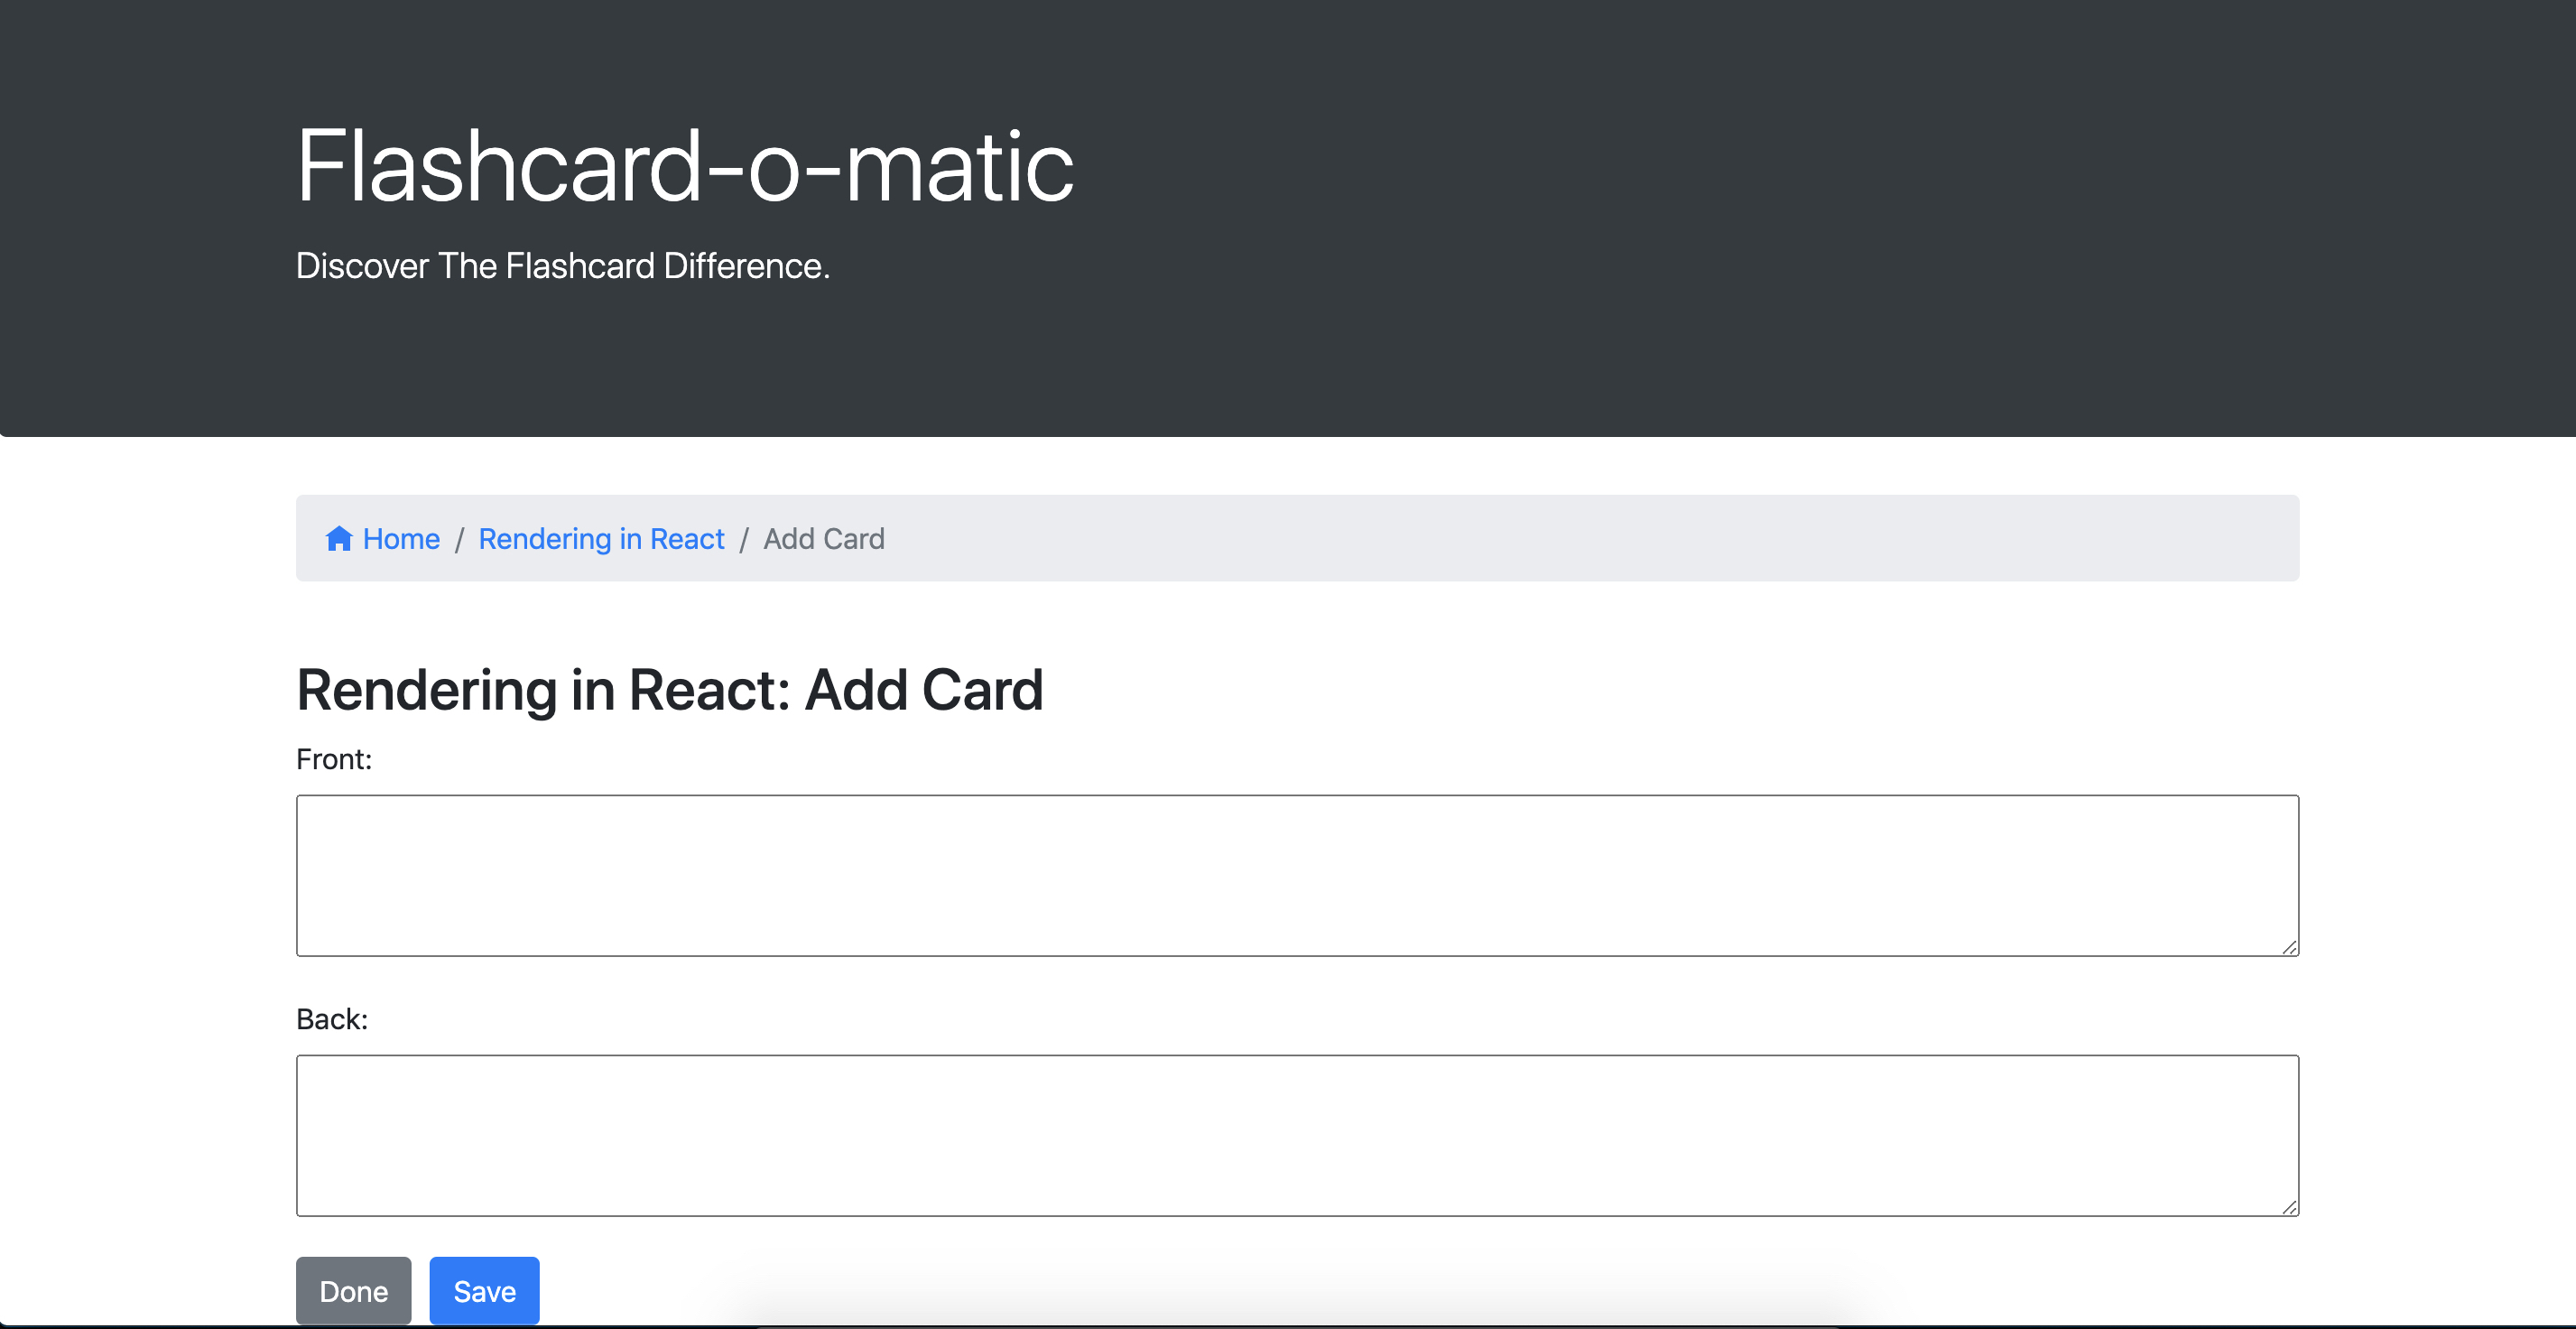 Flashcard-o-matic
Discover The Flashcard Difference.
Home / Rendering in React / Add Card
Rendering in React: Add Card
Front:
Back:
Done Save